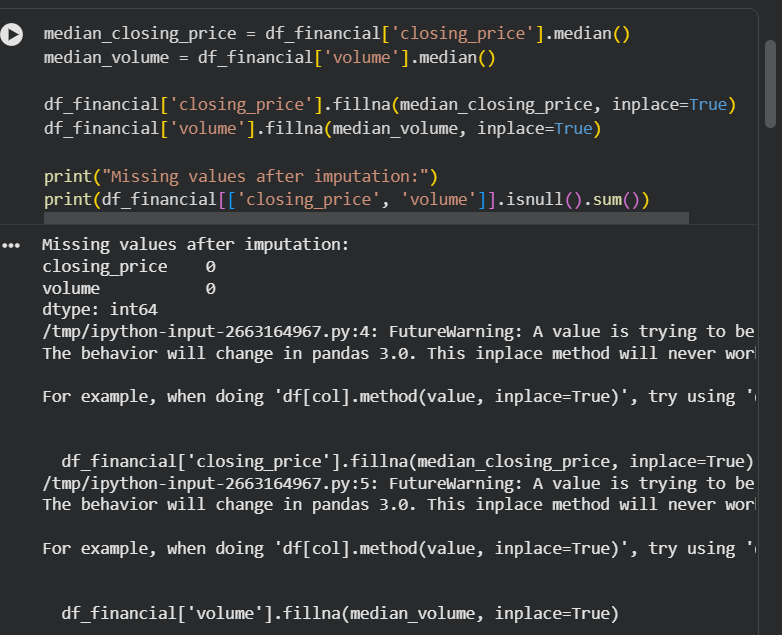 median_closing_price = df_financial['closing_price'].median()
median_volume = df_financial['volume'].median()
df_financial['closing_price'].fillna(median_closing_price, inplace=True)
df_financial['volume'].fillna(median_volume, inplace=True)
print("Missing values after imputation:")
print(df_financial[['closing_price', 'volume']].isnull().sum())
Missing values after imputation:
closing_price    0
volume           0
dtype: int64
/tmp/ipython-input-2663164967.py:4: FutureWarning: A value is trying to be
The behavior will change in pandas 3.0. This inplace method will never
For example, when doing 'df[col].method(value, inplace=True)', try using
df_financial['closing_price'].fillna(median_closing_price, inplace=True)
/tmp/ipython-input-2663164967.py:5: FutureWarning: A value is trying to be
The behavior will change in pandas 3.0. This inplace method will never
For example, when doing 'df[col].method(value, inplace=True)', try using
df_financial['volume'].fillna(median_volume, inplace=True)